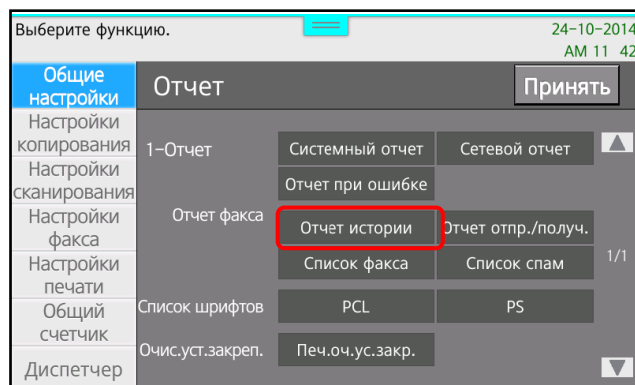 Выберите функцию.
24-10-2014
AM 11 42
Общие
настройки
Отчет
Принять
Настройки
копирования
1-Отчет
Системный отчет
Сетевой отчет
Настройки
сканирования
Отчет при ошибке
Настройки
факса
Отчет факса
Отчет истории
Отчет отпр./получ.
Настройки
печати
Список факса
Список спам
1/1
Общий
счетчик
Список шрифтов
PCL
PS
Диспетчер
Очис.уст.закреп.
Печ.оч.ус.закр.